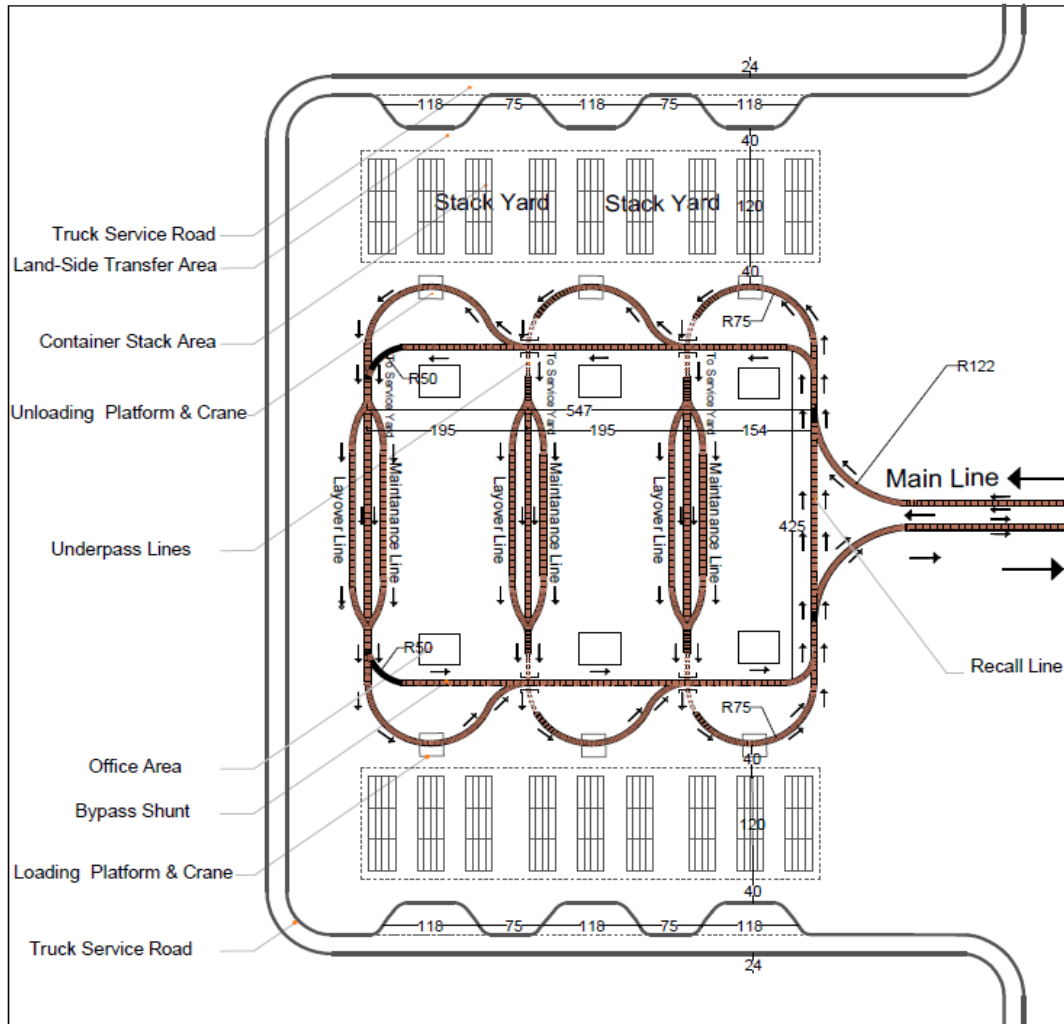 24
118 75 118 75 118
40
Stack Yard Stack Yard 120
40
Truck Service Road
Land-Side Transfer Area
Container Stack Area
Unloading Platform & Crane
Underpass Lines
Office Area
Bypass Shunt
Loading Platform & Crane
Truck Service Road
R75
R122
R50
To Service Yard
To Service Yard
To Service Yard
547
195 195 154
Layover Line
Maintanance Line
Layover Line
Maintanance Line
Layover Line
Maintanance Line
425
Main Line
Recall Line
R50
R75
40
120
40
118 75 118 75 118
24